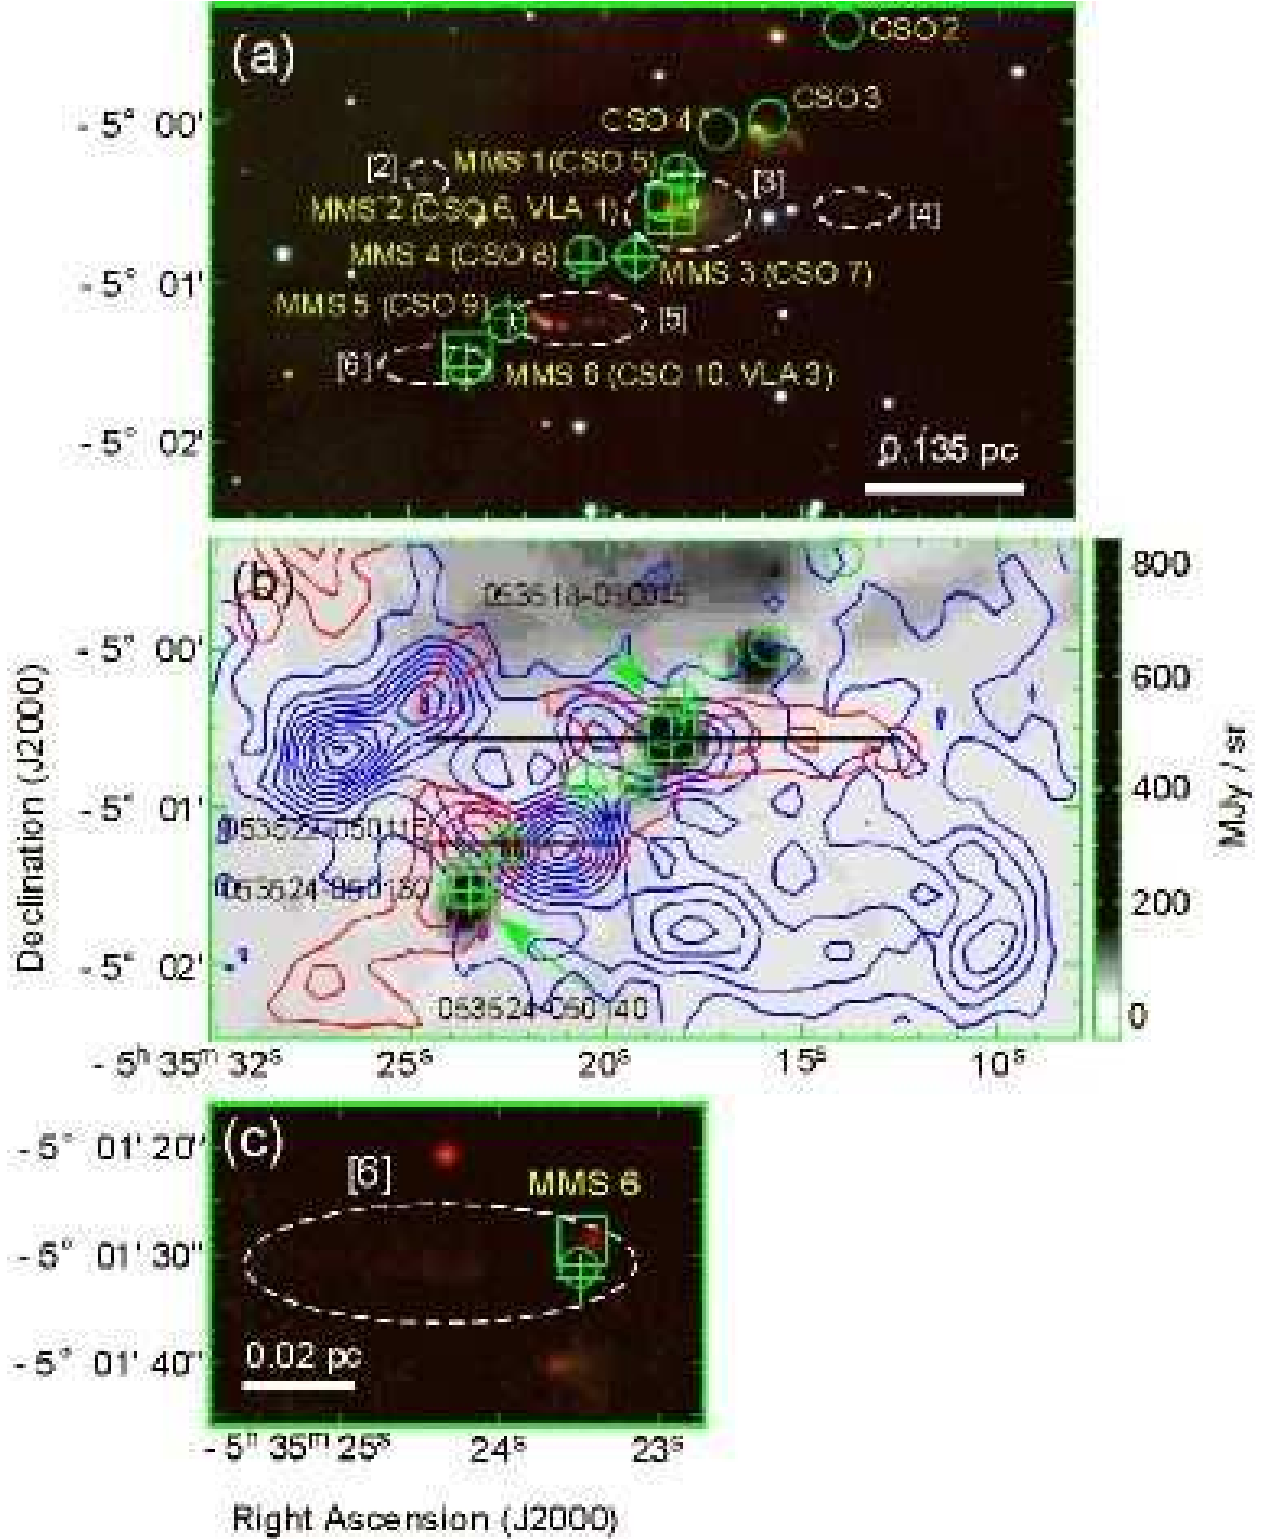 (a)
CSO 2
CSO 3
- 5° 00'
CSO 4
[2]
MMS 1(CSO 5)
[3]
MMS 2 (CSO 6, VLA 1)
[4]
MMS 4 (CSO 8)
MMS 3 (CSO 7)
- 5° 01'
MMS 5 (CSO 9)
[5]
[6]
MMS 6 (CSO 10, VLA 3)
- 5° 02'
0.135 pc
(b)
800
- 5° 00'
600
MJy / sr
Declination (J2000)
400
- 5° 01'
200
- 5° 02'
053524-050140
0
- 5ʰ 35ᵐ 32ˢ
25ˢ
20ˢ
15ˢ
10ˢ
(c)
- 5° 01' 20"
[6]
MMS 6
- 5° 01' 30"
0.02 pc
- 5° 01' 40"
- 5ʰ 35ᵐ 25ˢ
24ˢ
23ˢ
Right Ascension (J2000)